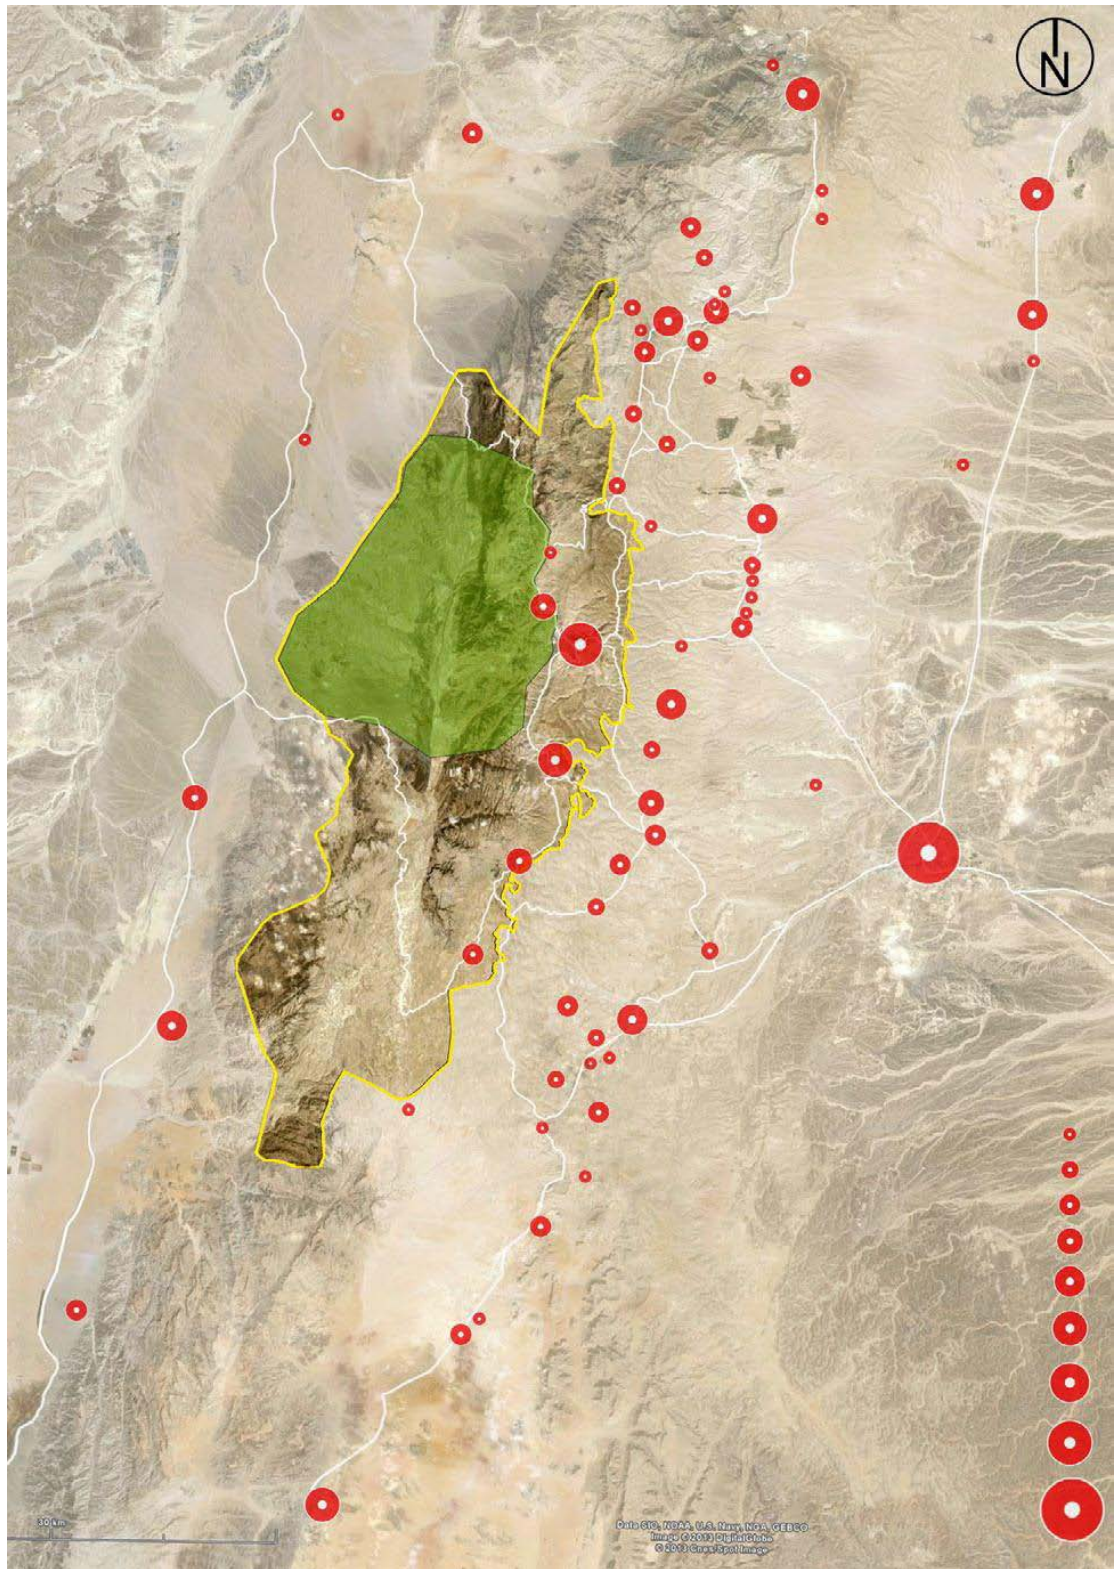 N
30 km
Data SIO, NOAA, U.S. Navy, NGA, GEBCO
Image © 2013 DigitalGlobe
© 2013 Cnes/Spot Image